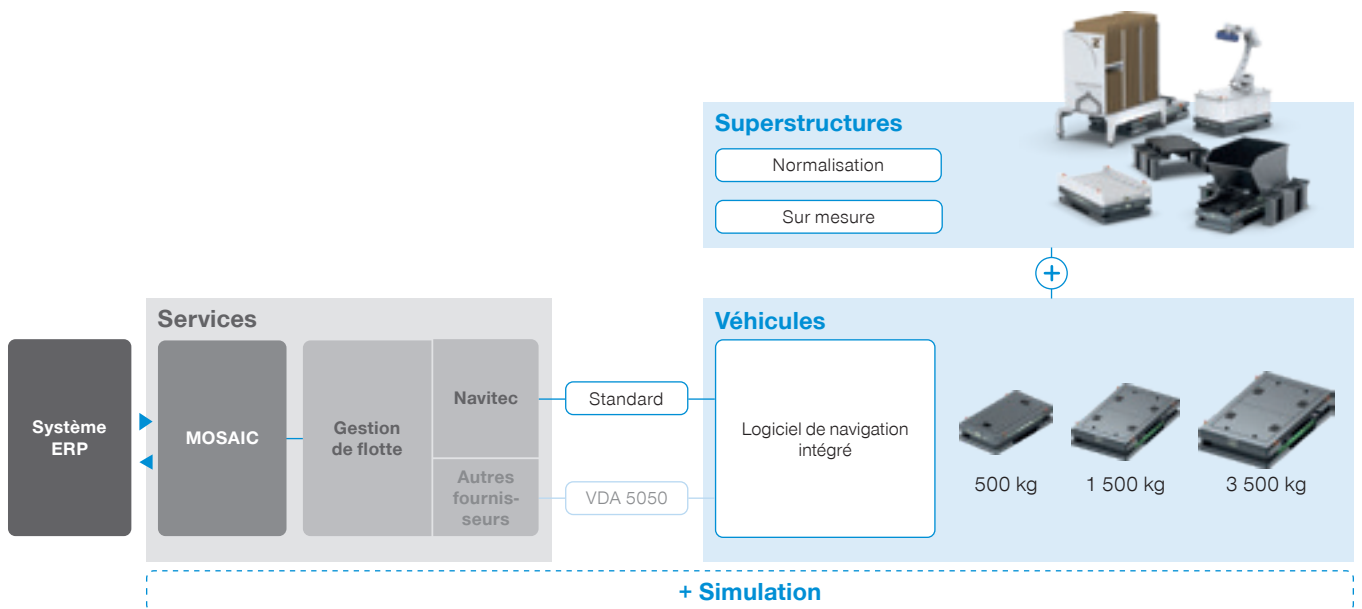 Superstructures
Normalisation
Sur mesure
Services
Véhicules
Système
ERP
MOSAIC
Gestion
de flotte
Navitec
Autres
fournis-
seurs
Standard
VDA 5050
Logiciel de navigation
intégré
500 kg
1 500 kg
3 500 kg
+ Simulation